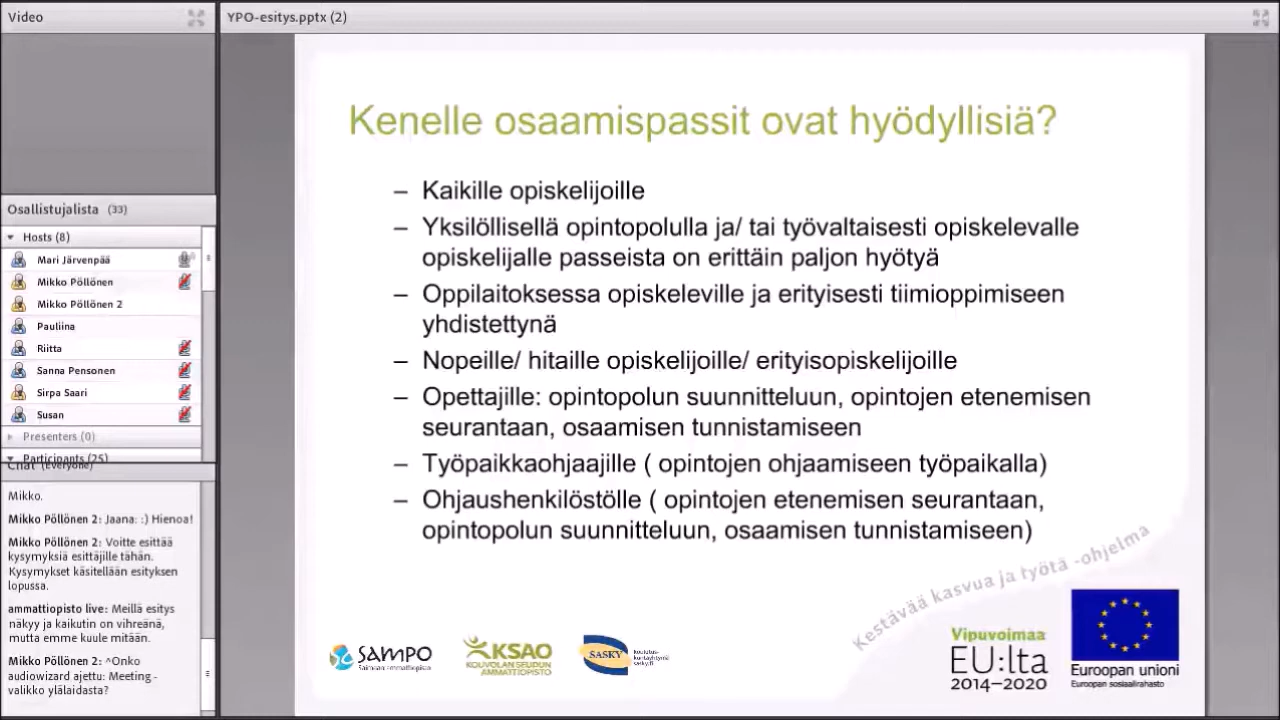 Video
YPO-esitys.pptx (2)
Osallistujalista (33)
Hosts (8)
Mari Järvenpää
Mikko Pöllönen
Mikko Pöllönen 2
Pauliina
Riitta
Sanna Pensonen
Sirpa Saari
Susan
Presenters (0)
Participants (25)
Chat (Everyone)
Mikko.
Mikko Pöllönen 2: Jaana: :) Hienoa!
Mikko Pöllönen 2: Voitte esittää
kysymyksiä esittäjille tähän.
Kysymykset käsitellään esityksen
lopussa.
ammattiopisto live: Meillä esitys
näkyy ja kaikutin on vihreänä,
mutta emme kuule mitään.
Mikko Pöllönen 2: ^Onko
audiowizard ajettu: Meeting -
valikko ylälaidasta?
Kenelle osaamispassit ovat hyödyllisiä?
– Kaikille opiskelijoille
– Yksilöllisellä opintopolulla ja/ tai työvaltaisesti opiskelevalle
opiskelijalle passeista on erittäin paljon hyötyä
– Oppilaitoksessa opiskeleville ja erityisesti tiimioppimiseen
yhdistettynä
– Nopeille/ hitaille opiskelijoille/ erityisopiskelijoille
– Opettajille: opintopolun suunnitteluun, opintojen etenemisen
seurantaan, osaamisen tunnistamiseen
– Työpaikkaohjaajille ( opintojen ohjaamiseen työpaikalla)
– Ohjaushenkilöstölle ( opintojen etenemisen seurantaan,
opintopolun suunnitteluun, osaamisen tunnistamiseen)
Kestävää kasvua ja työtä -ohjelma
SAMPO
Saimaan ammattiopisto
KSAO
KOUVOLAN SEUDUN
AMMATTIOPISTO
SASKY
koulutus-
kuntayhtymä
sasky.fi
Vipuvoimaa
EU:lta
2014–2020
Euroopan unioni
Euroopan sosiaalirahasto